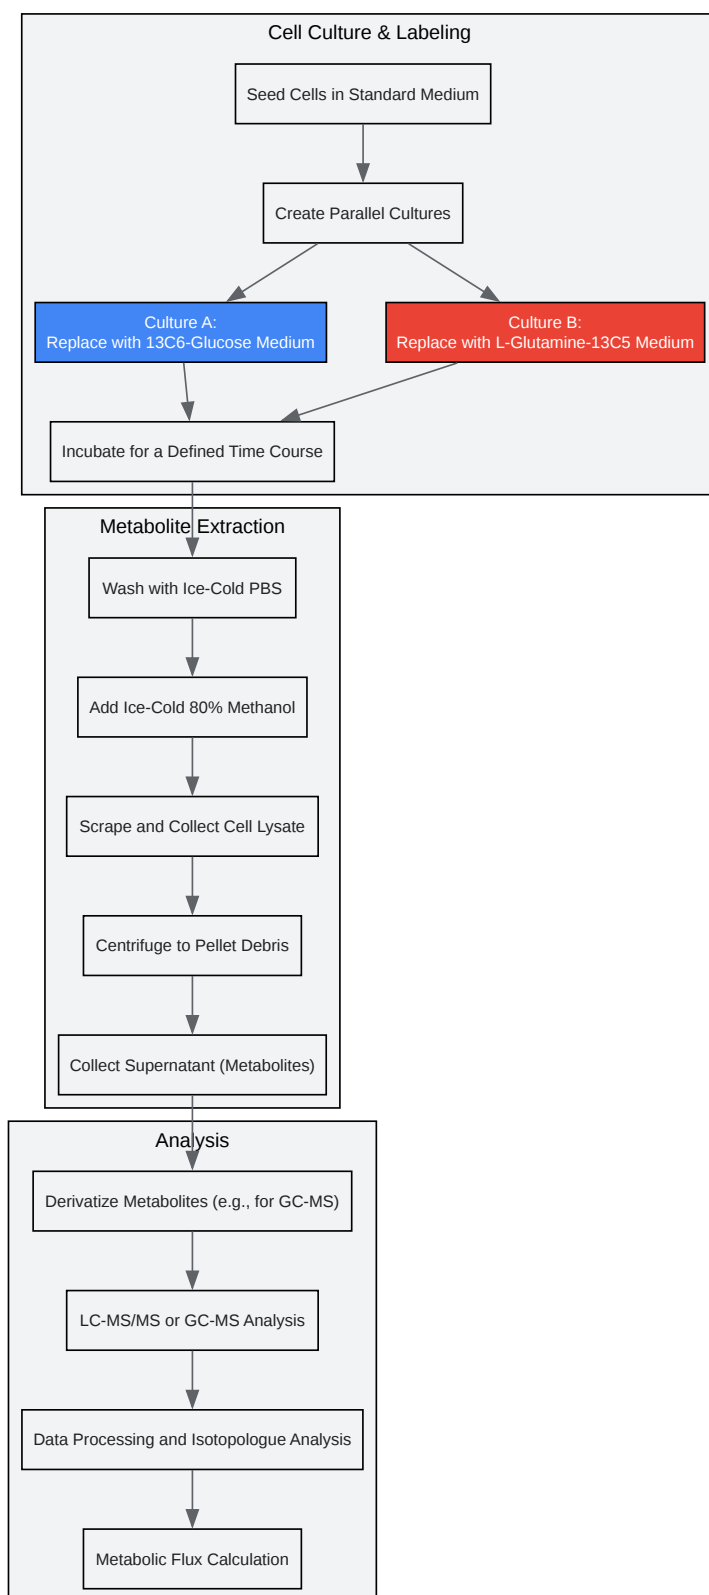 Cell Culture & Labeling
Seed Cells in Standard Medium
Create Parallel Cultures
Culture A:
Replace with 13C6-Glucose Medium
Culture B:
Replace with L-Glutamine-13C5 Medium
Incubate for a Defined Time Course
Metabolite Extraction
Wash with Ice-Cold PBS
Add Ice-Cold 80% Methanol
Scrape and Collect Cell Lysate
Centrifuge to Pellet Debris
Collect Supernatant (Metabolites)
Analysis
Derivatize Metabolites (e.g., for GC-MS)
LC-MS/MS or GC-MS Analysis
Data Processing and Isotopologue Analysis
Metabolic Flux Calculation